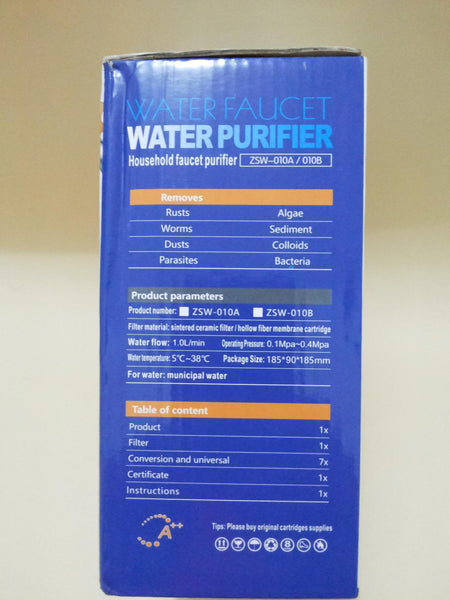 WATER FAUCET
WATER PURIFIER
Household faucet purifier ZSW-010A / 010B
Removes
Rusts Algae
Worms Sediment
Dusts Colloids
Parasites Bacteria
Product parameters
Product number: ZSW-010A ZSW-010B
Filter material: sintered ceramic filter / hollow fiber membrane cartridge
Water flow: 1.0L/min Operating Pressure: 0.1Mpa~0.4Mpa
Water temperature: 5℃~38℃ Package Size: 185*90*185mm
For water: municipal water
Table of content
Product 1x
Filter 1x
Conversion and universal 7x
Certificate 1x
Instructions 1x
A++
Tips: Please buy original cartridges supplies